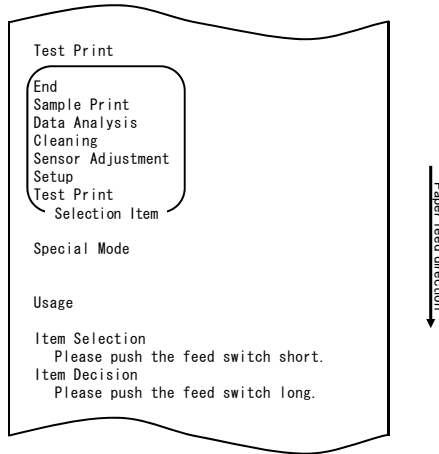 Test Print
End
Sample Print
Data Analysis
Cleaning
Sensor Adjustment
Setup
Test Print
Selection Item
Special Mode
Usage
Item Selection
Please push the feed switch short.
Item Decision
Please push the feed switch long.
Paper feed direction